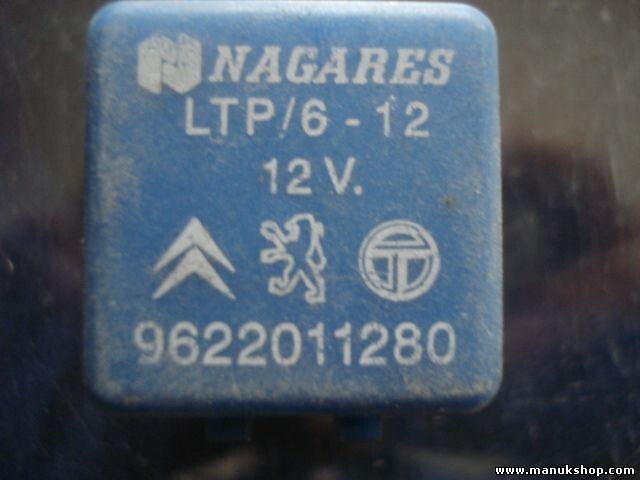 NAGARES
LTP/6 - 12
12 V.
9622011280
www.manukshop.com